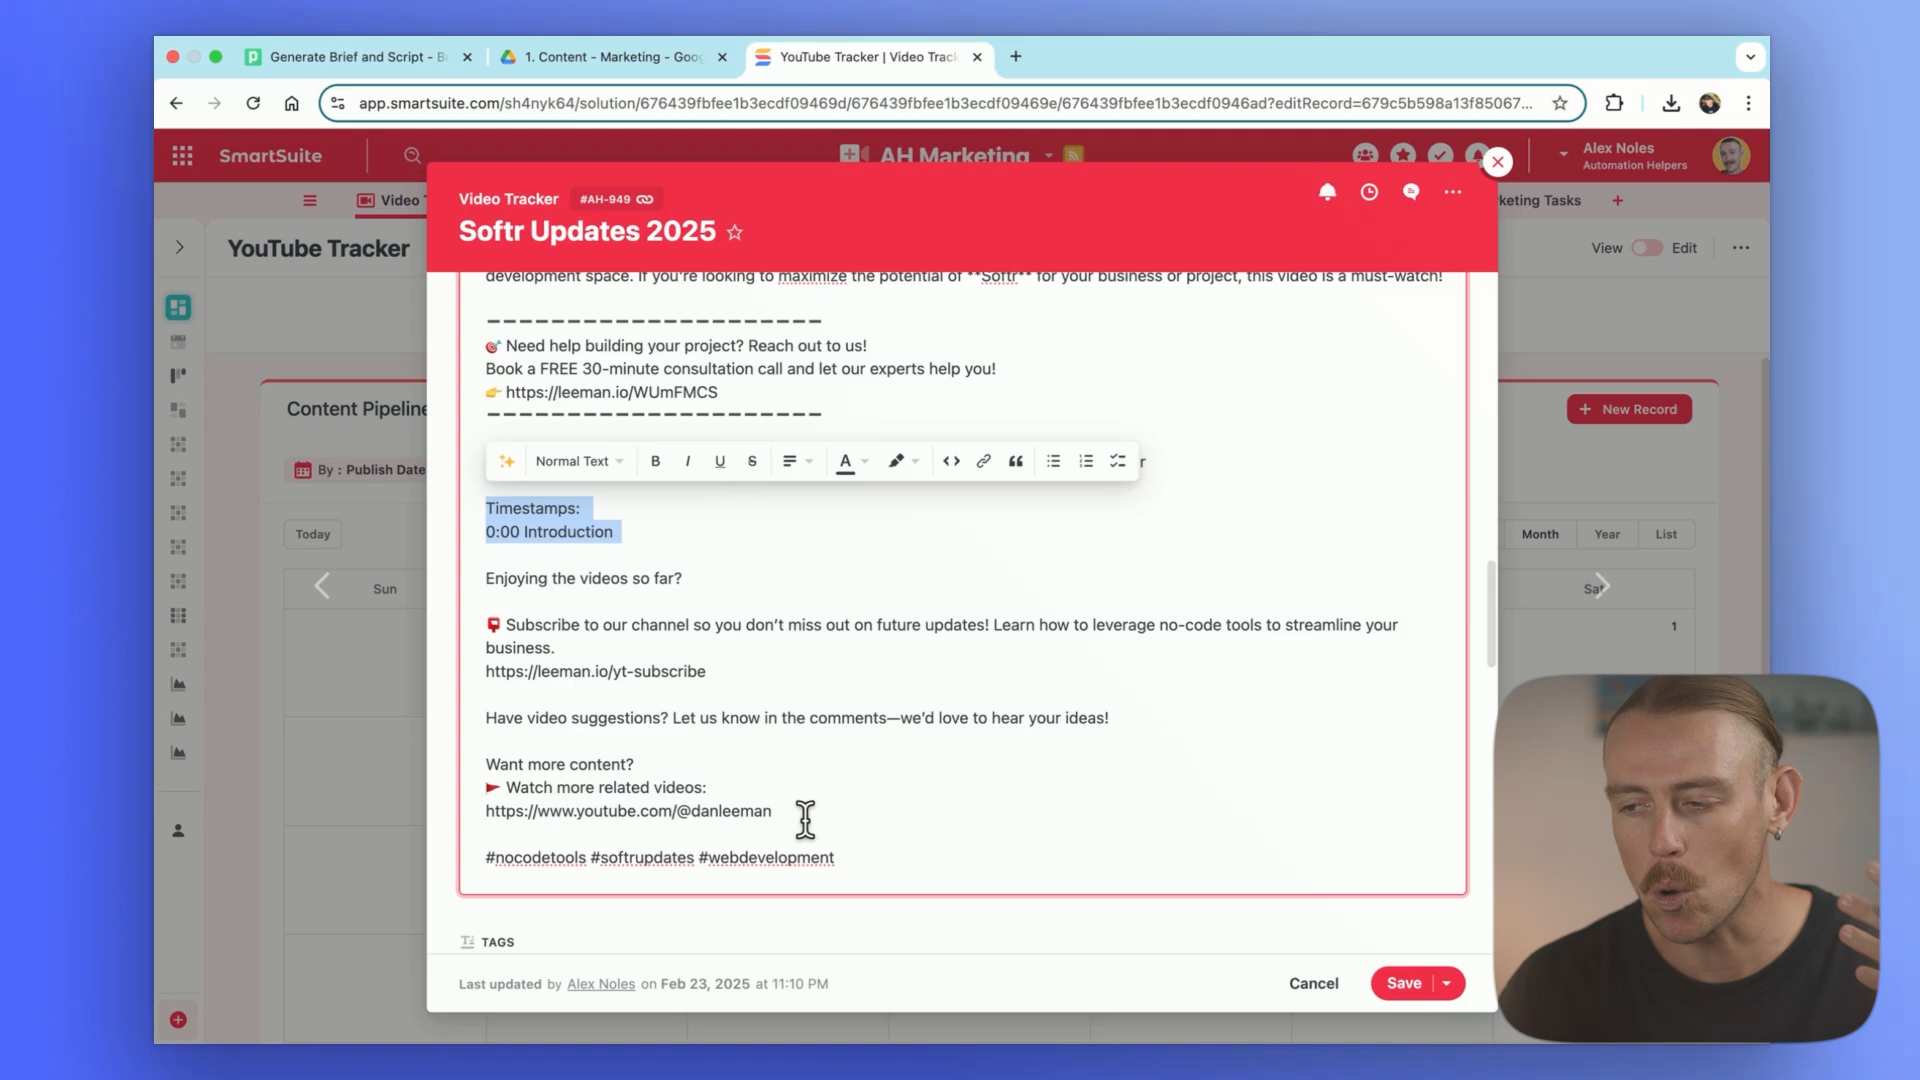 Generate Brief and Script - B
1. Content - Marketing - Goog
YouTube Tracker | Video Track
app.smartsuite.com/sh4nyk64/solution/676439fbfee1b3ecdf09469d/676439fbfee1b3ecdf09469e/676439fbfee1b3ecdf0946ad?editRecord=679c5b598a13f85067...
SmartSuite
AH Marketing
Alex Noles
Automation Helpers
Video
keting Tasks
YouTube Tracker
View
Edit
Video Tracker
#AH-949
Softr Updates 2025
development space. If you're looking to maximize the potential of **Softr** for your business or project, this video is a must-watch!
— — — — — — — — — — — — — — — — — — — — —
🎯 Need help building your project? Reach out to us!
Book a FREE 30-minute consultation call and let our experts help you!
👉 https://leeman.io/WUmFMCS
— — — — — — — — — — — — — — — — — — — — —
Content Pipeline
New Record
By : Publish Date
Normal Text
B I U S
A
r
Timestamps:
0:00 Introduction
Today
Month
Year
List
Enjoying the videos so far?
Sun
Sat
📮 Subscribe to our channel so you don't miss out on future updates! Learn how to leverage no-code tools to streamline your
business.
https://leeman.io/yt-subscribe
1
Have video suggestions? Let us know in the comments—we'd love to hear your ideas!
Want more content?
Watch more related videos:
https://www.youtube.com/@danleeman
#nocodetools #softrupdates #webdevelopment
TAGS
Last updated by Alex Noles on Feb 23, 2025 at 11:10 PM
Cancel
Save